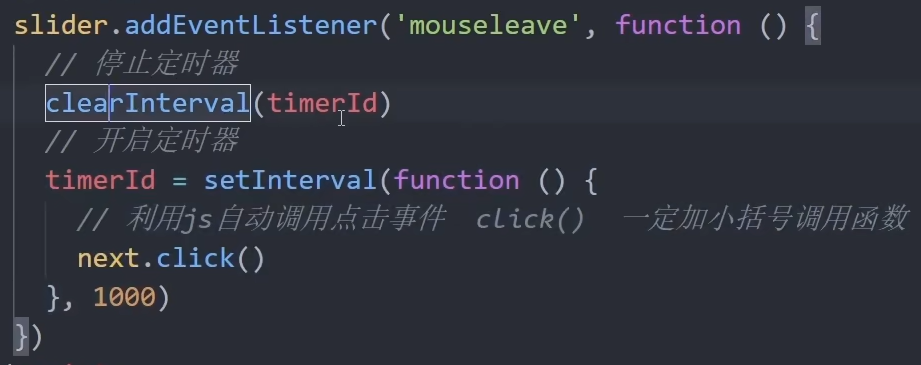 slider.addEventListener('mouseleave', function () {
// 停止定时器
clearInterval(timerId)
// 开启定时器
timerId = setInterval(function () {
// 利用js自动调用点击事件  click()  一定加小括号调用函数
next.click()
}, 1000)
})